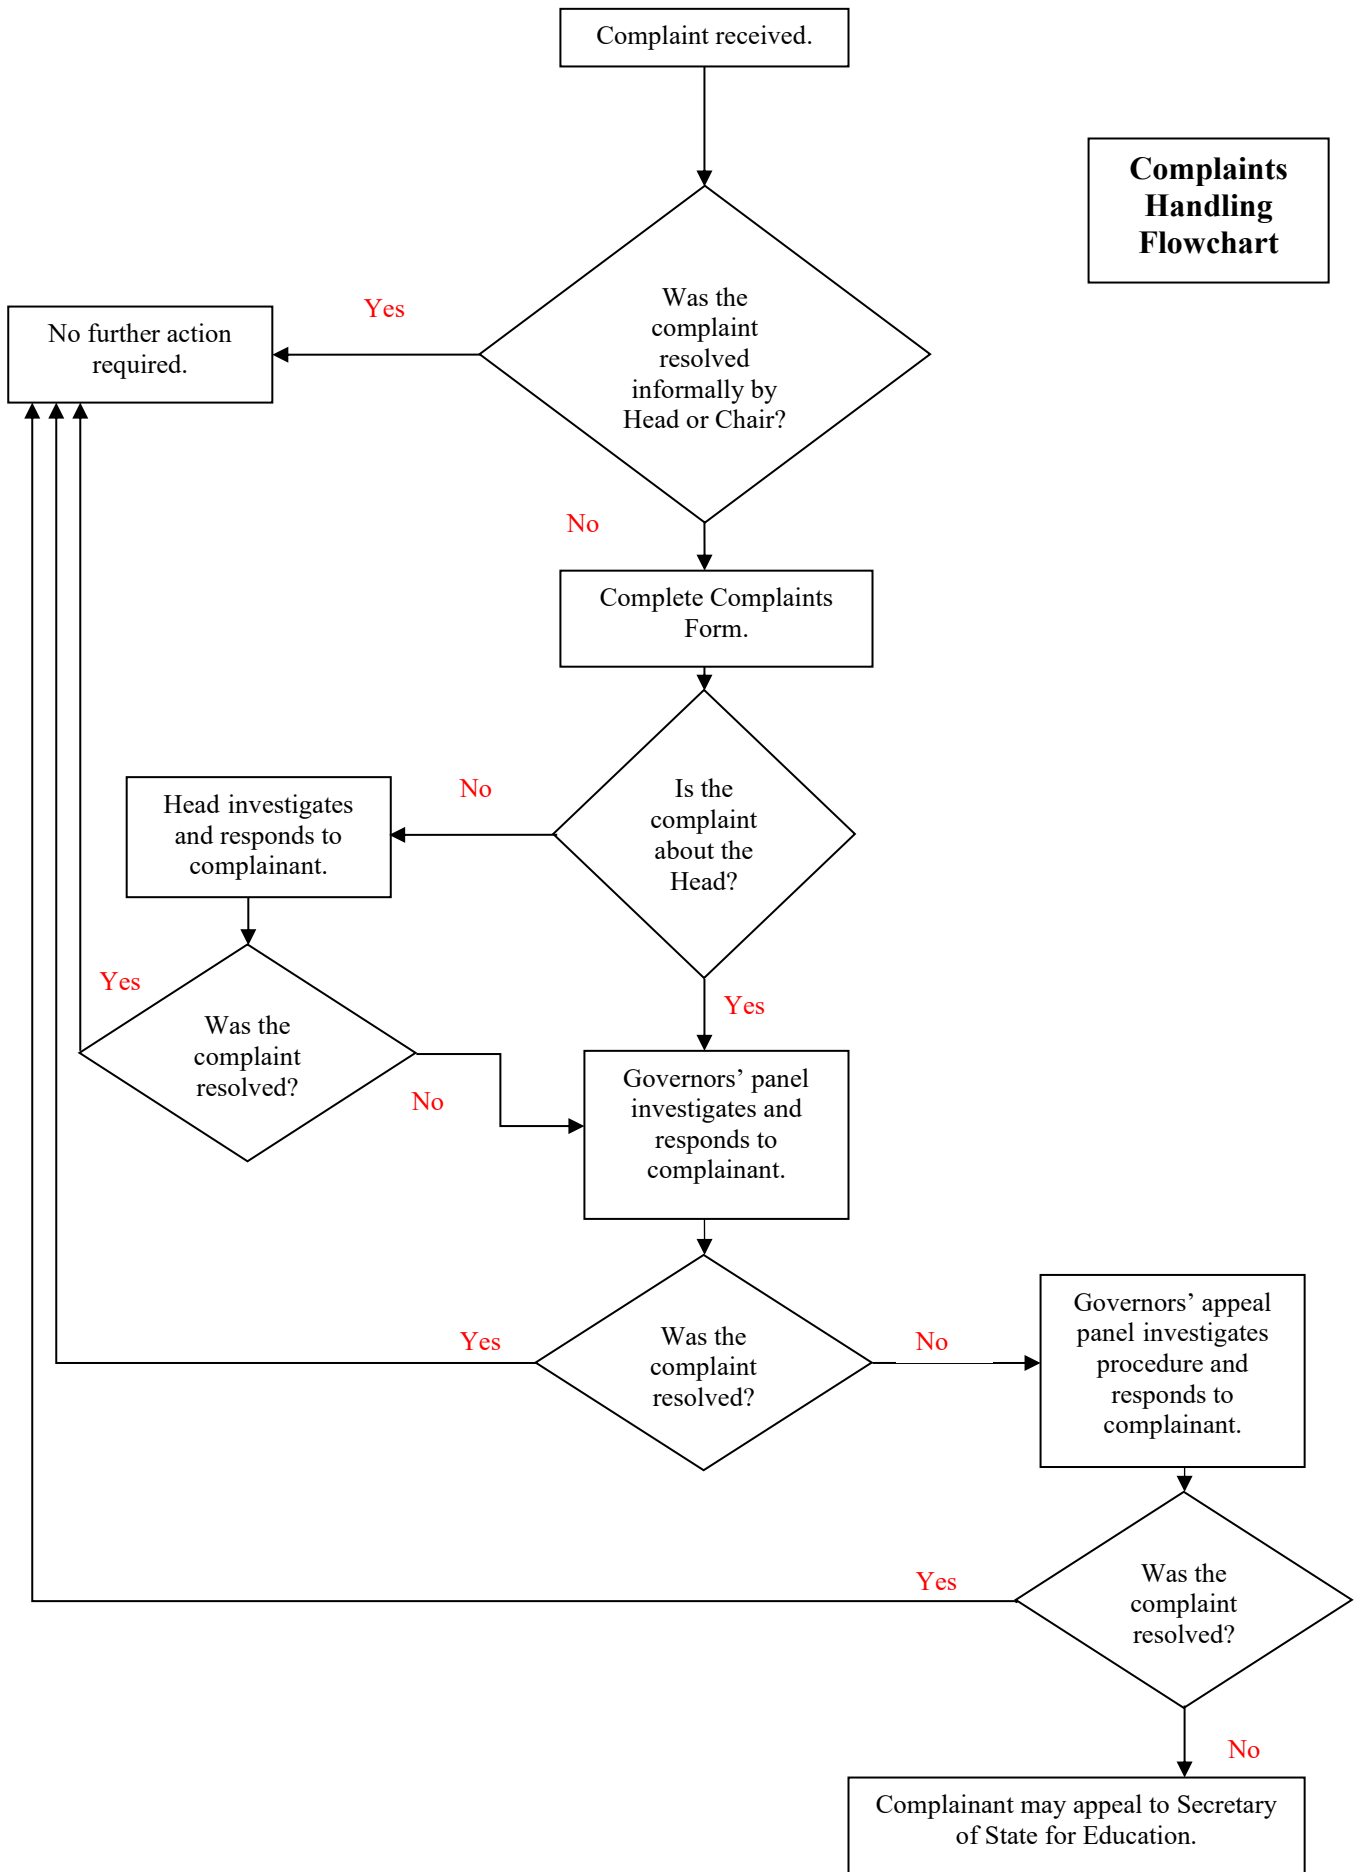 Complaint received.
Complaints
Handling
Flowchart
Was the
complaint
resolved
informally by
Head or Chair?
Yes
No further action
required.
No
Complete Complaints
Form.
Is the
complaint
about the
Head?
No
Head investigates
and responds to
complainant.
Yes
Was the
complaint
resolved?
No
Yes
Governors’ panel
investigates and
responds to
complainant.
Was the
complaint
resolved?
Yes
No
Governors’ appeal
panel investigates
procedure and
responds to
complainant.
Was the
complaint
resolved?
Yes
No
Complainant may appeal to Secretary
of State for Education.